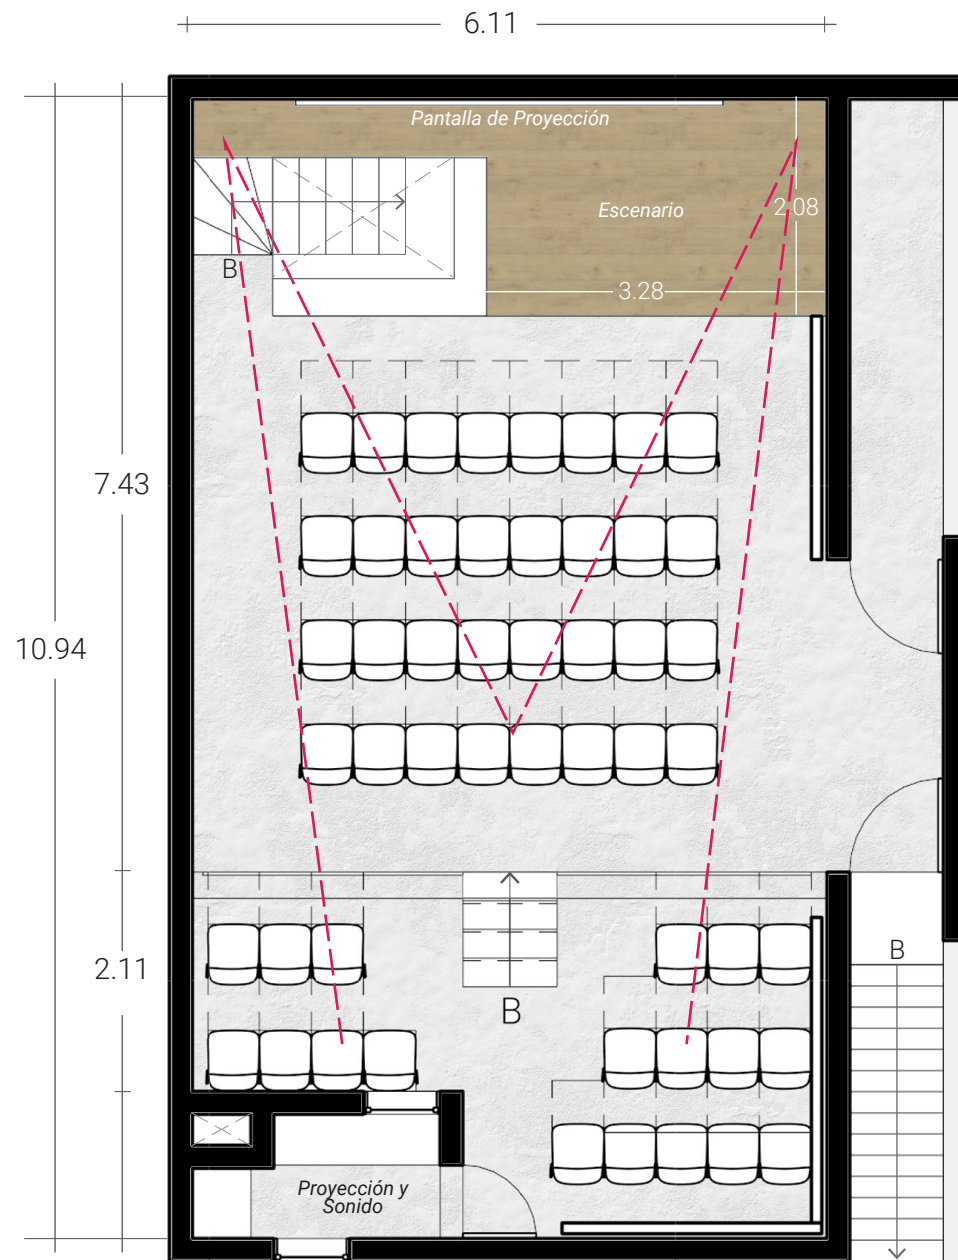 6.11
Pantalla de Proyección
Escenario
2.08
B
3.28
7.43
10.94
B
2.11
B
Proyección y
Sonido